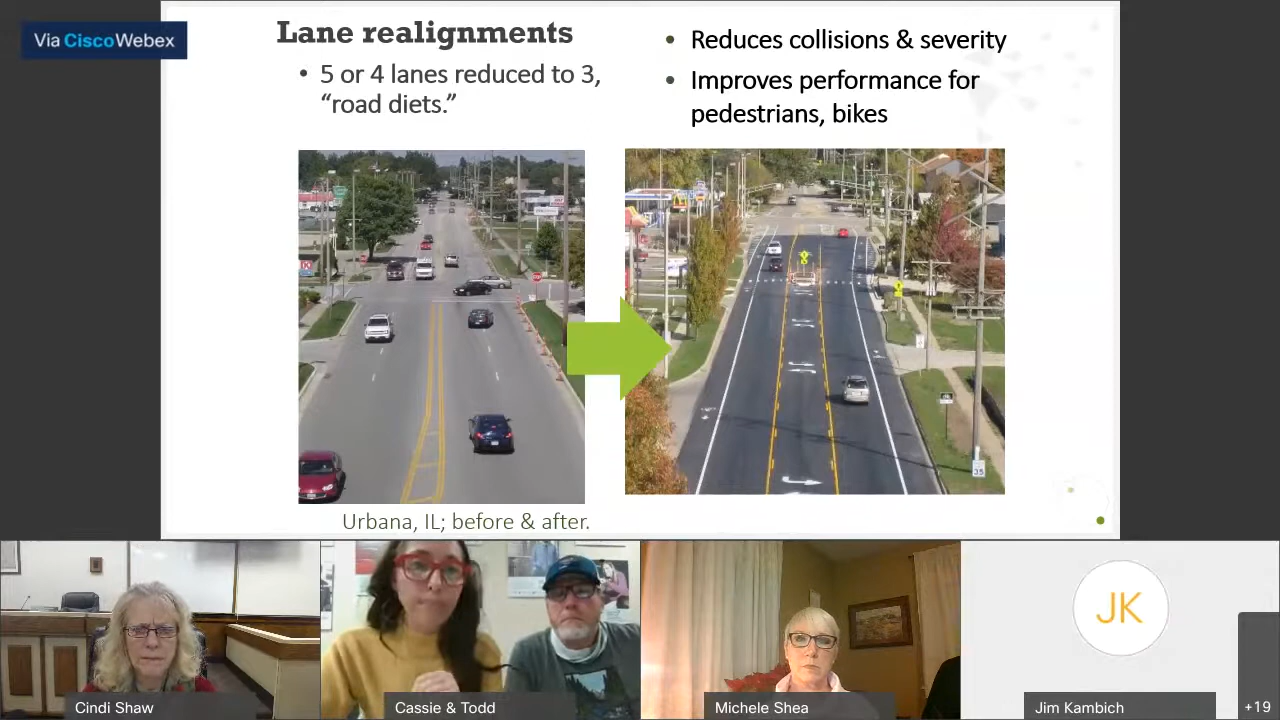 Via Cisco Webex
Lane realignments
• 5 or 4 lanes reduced to 3,
“road diets.”
• Reduces collisions & severity
• Improves performance for
pedestrians, bikes
35
Urbana, IL; before & after.
Cindi Shaw
Cassie & Todd
Michele Shea
JK
Jim Kambich
+19